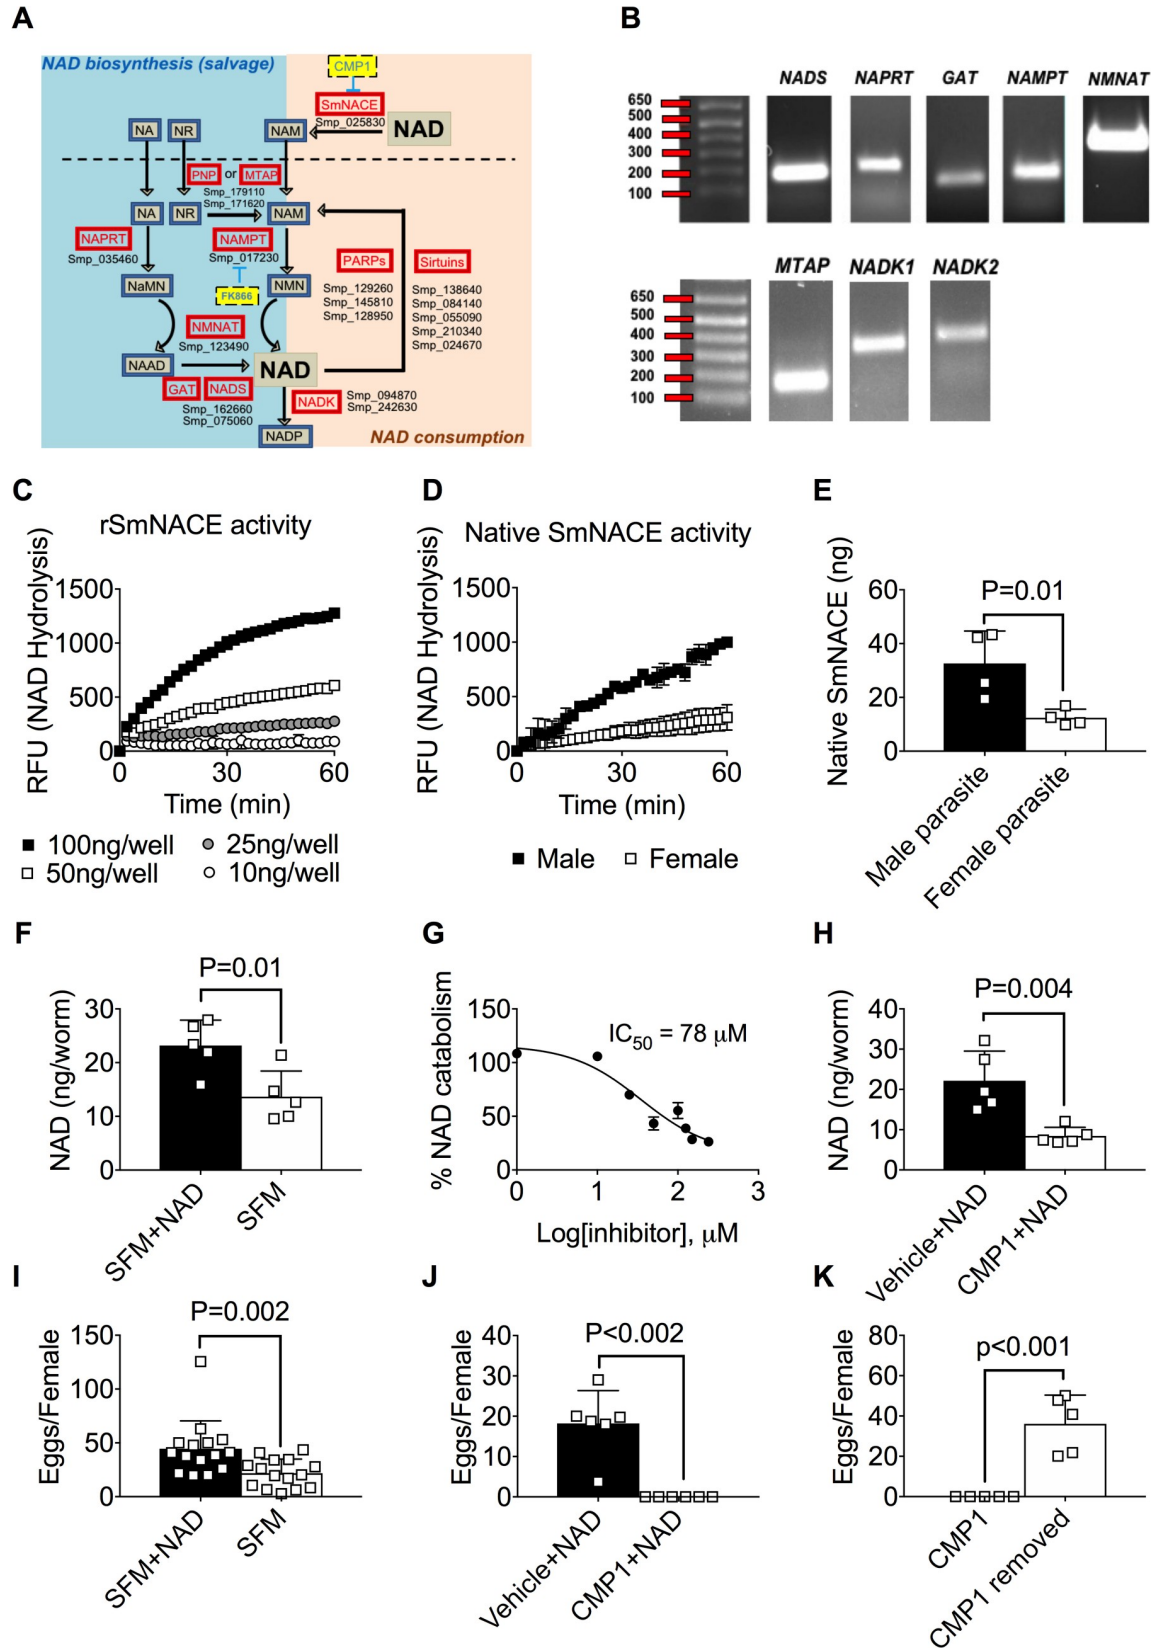 A
NAD biosynthesis (salvage)
CMP1
SmNACE
Smp_025830
NA
NR
NAM
NAD
PNP or MTAP
Smp_179110
Smp_171620
NA
NR
NAM
NAPRT
Smp_035460
NAMPT
Smp_017230
PARPs
Sirtuins
NaMN
FK866
NMN
Smp_129260
Smp_145810
Smp_128950
Smp_138640
Smp_084140
Smp_055090
Smp_210340
Smp_024670
NMNAT
Smp_123490
NAAD
NAD
GAT
NADS
Smp_162660
Smp_075060
NADK
Smp_094870
Smp_242630
NADP
NAD consumption
B
NADS NAPRT GAT NAMPT NMNAT
650
500
400
300
200
100
MTAP NADK1 NADK2
650
500
400
300
200
100
C
rSmNACE activity
RFU (NAD Hydrolysis)
1500
1000
500
0
0 30 60
Time (min)
100ng/well
25ng/well
50ng/well
10ng/well
D
Native SmNACE activity
RFU (NAD Hydrolysis)
1500
1000
500
0
0 30 60
Time (min)
Male
Female
E
Native SmNACE (ng)
P=0.01
60
40
20
0
Male parasite
Female parasite
F
NAD (ng/worm)
P=0.01
30
20
10
0
SFM+NAD
SFM
G
% NAD catabolism
150
100
50
0
IC50 = 78 μM
0 1 2 3
Log[inhibitor], μM
H
NAD (ng/worm)
P=0.004
40
30
20
10
0
Vehicle+NAD
CMP1+NAD
I
Eggs/Female
P=0.002
150
100
50
0
SFM+NAD
SFM
J
Eggs/Female
P<0.002
40
30
20
10
0
Vehicle+NAD
CMP1+NAD
K
Eggs/Female
p<0.001
80
60
40
20
0
CMP1
CMP1 removed